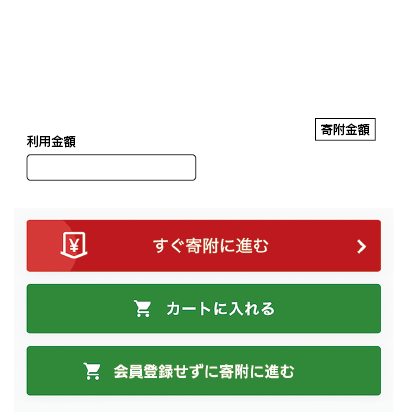 寄附金額
利用金額
すぐ寄附に進む
カートに入れる
会員登録せずに寄附に進む